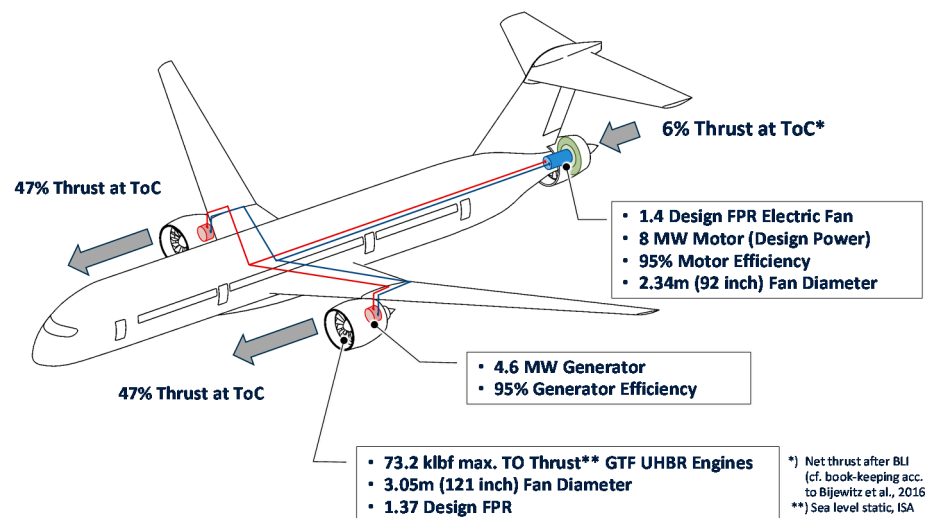 6% Thrust at ToC*
47% Thrust at ToC
• 1.4 Design FPR Electric Fan
• 8 MW Motor (Design Power)
• 95% Motor Efficiency
• 2.34m (92 inch) Fan Diameter
• 4.6 MW Generator
• 95% Generator Efficiency
47% Thrust at ToC
• 73.2 klbf max. TO Thrust** GTF UHBR Engines
• 3.05m (121 inch) Fan Diameter
• 1.37 Design FPR
*) Net thrust after BLI
(cf. book-keeping acc.
to Bijewitz et al., 2016
**) Sea level static, ISA